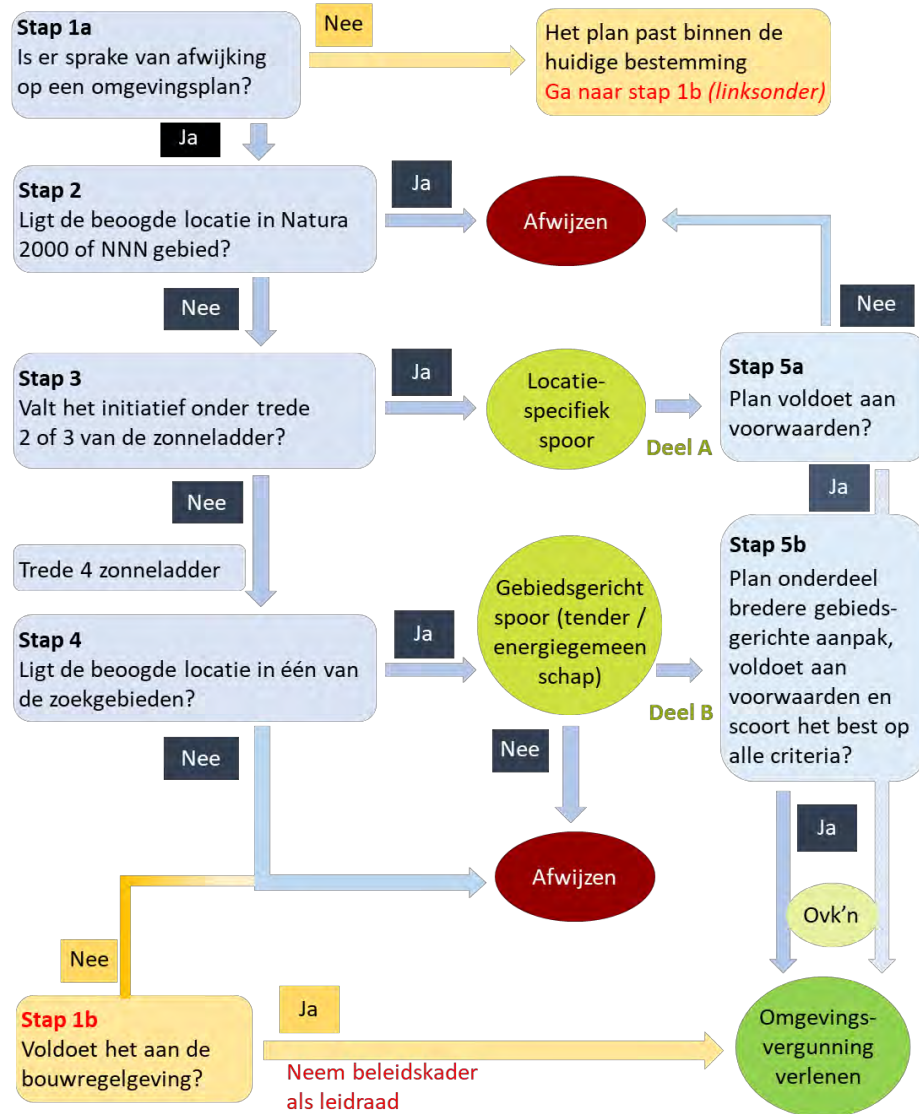 Stap 1a
Is er sprake van afwijking
op een omgevingsplan?
Nee
Het plan past binnen de
huidige bestemming
Ga naar stap 1b (linksonder)
Ja
Stap 2
Ligt de beoogde locatie in Natura
2000 of NNN gebied?
Ja
Afwijzen
Nee
Nee
Stap 3
Valt het initiatief onder trede
2 of 3 van de zonneladder?
Ja
Locatie-
specifiek
spoor
Deel A
Stap 5a
Plan voldoet aan
voorwaarden?
Nee
Ja
Trede 4 zonneladder
Stap 4
Ligt de beoogde locatie in één van
de zoekgebieden?
Ja
Gebiedsgericht
spoor (tender /
energiegemeen
schap)
Deel B
Stap 5b
Plan onderdeel
bredere gebieds-
gerichte aanpak,
voldoet aan
voorwaarden en
scoort het best op
alle criteria?
Nee
Nee
Ja
Afwijzen
Ovk'n
Nee
Stap 1b
Voldoet het aan de
bouwregelgeving?
Ja
Neem beleidskader
als leidraad
Omgevings-
vergunning
verlenen